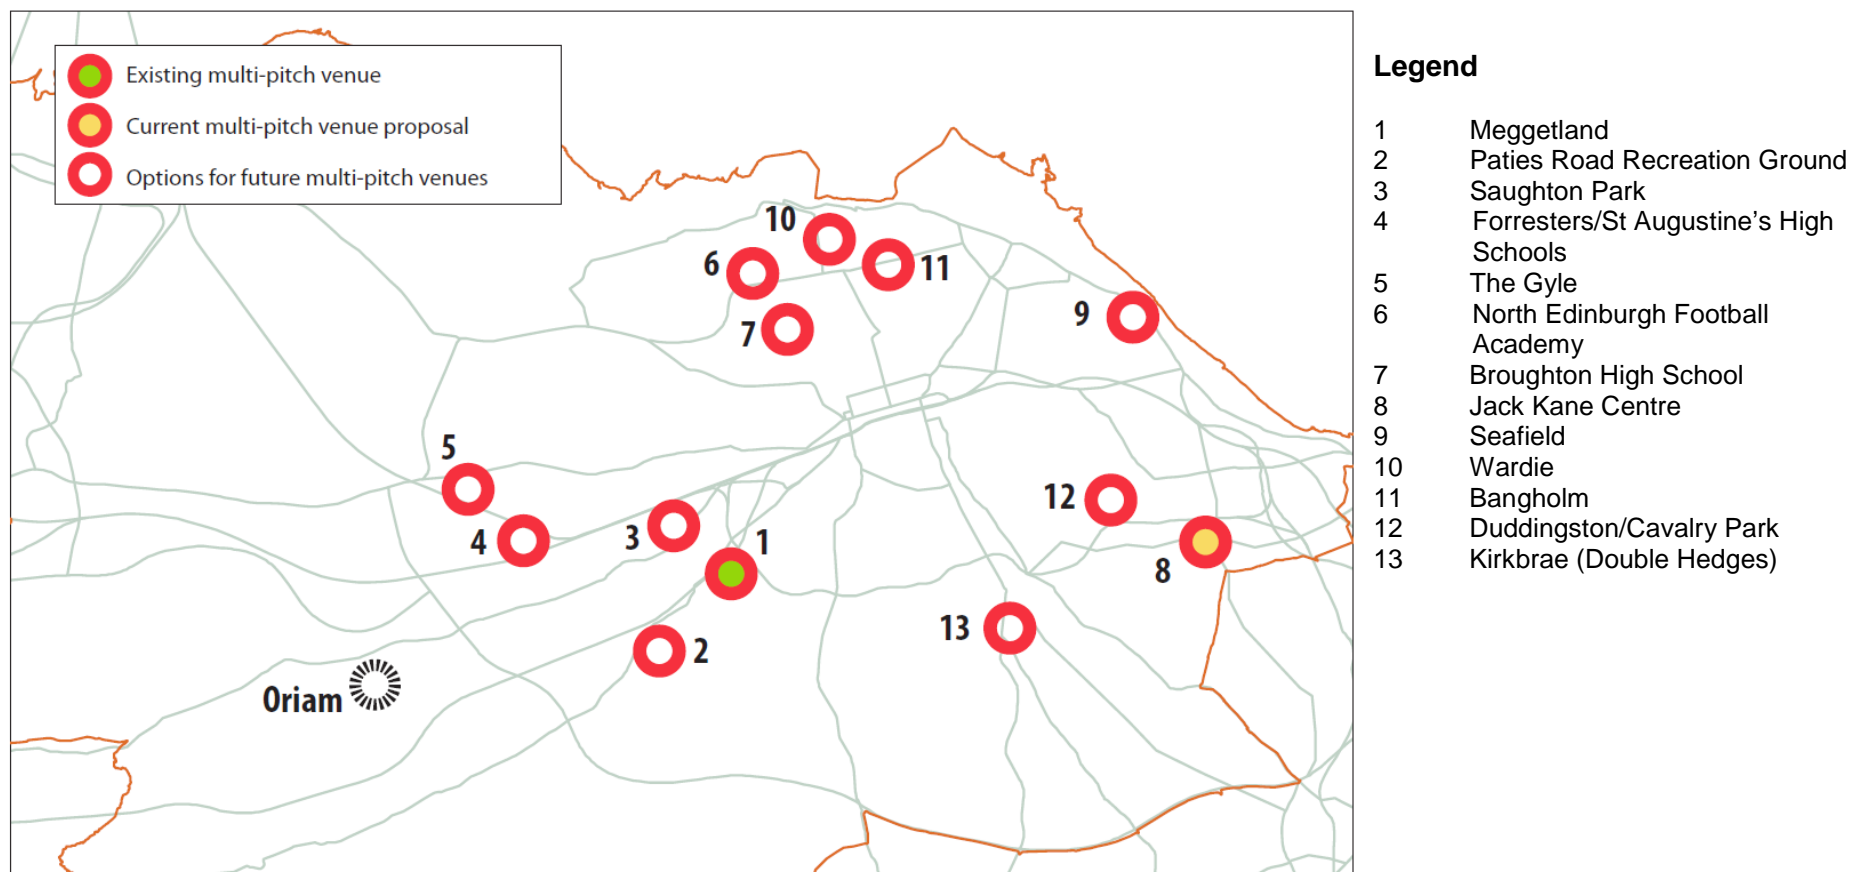 Existing multi-pitch venue
Current multi-pitch venue proposal
Options for future multi-pitch venues
10
6
11
7
9
5
12
4
3
1
8
13
2
Oriam
Legend
1 Meggetland
2 Paties Road Recreation Ground
3 Saughton Park
4 Forresters/St Augustine’s High
Schools
5 The Gyle
6 North Edinburgh Football
Academy
7 Broughton High School
8 Jack Kane Centre
9 Seafield
10 Wardie
11 Bangholm
12 Duddingston/Cavalry Park
13 Kirkbrae (Double Hedges)